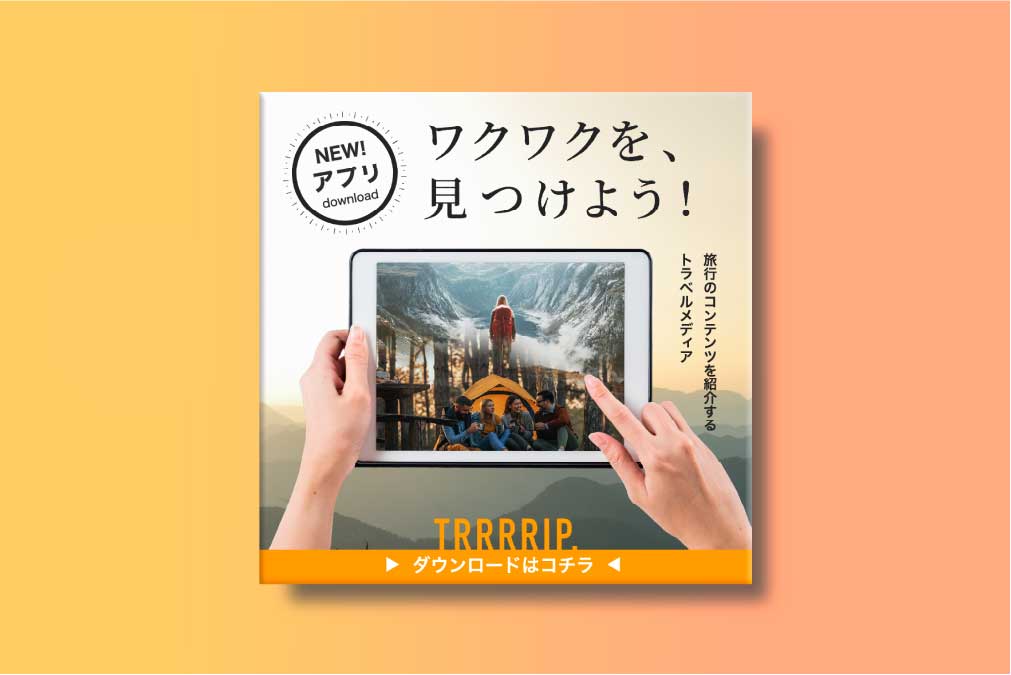 NEW!
アプリ
download
ワクワクを、
見つけよう!
旅行のコンテンツを紹介する
トラベルメディア
TRRRRIP.
▶ ダウンロードはコチラ ◀